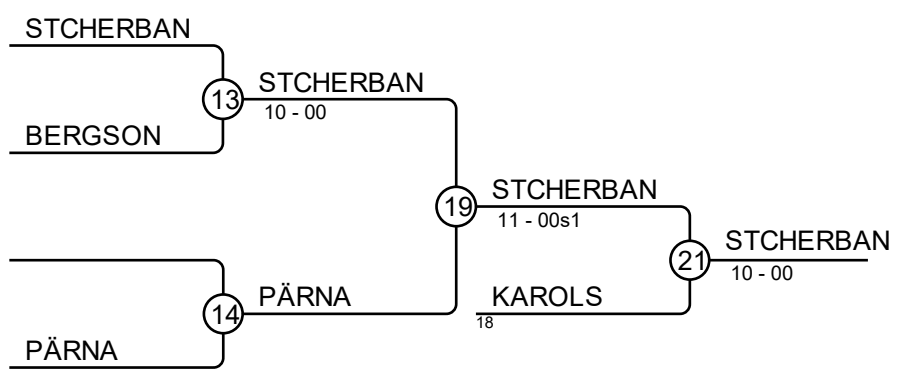 STCHERBAN
13
STCHERBAN
10 - 00
BERGSON
19
STCHERBAN
11 - 00s1
21
STCHERBAN
10 - 00
14
PÄRNA
KAROLS
18
PÄRNA